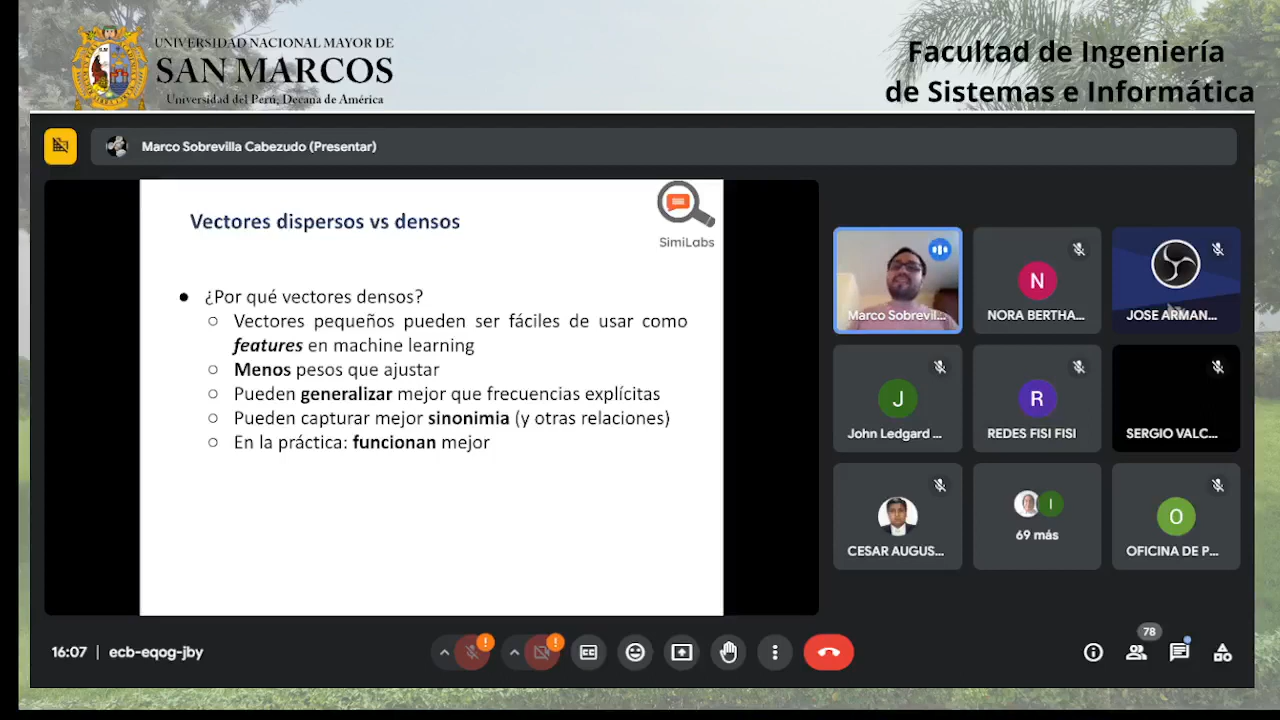 UNIVERSIDAD NACIONAL MAYOR DE
SAN MARCOS
Universidad del Perú, Decana de América
Facultad de Ingeniería
de Sistemas e Informática
Marco Sobrevilla Cabezudo (Presentar)
Vectores dispersos vs densos
SimiLabs
● ¿Por qué vectores densos?
○ Vectores pequeños pueden ser fáciles de usar como
features en machine learning
○ Menos pesos que ajustar
○ Pueden generalizar mejor que frecuencias explícitas
○ Pueden capturar mejor sinonimia (y otras relaciones)
○ En la práctica: funcionan mejor
Marco Sobrevil...
N
NORA BERTHA...
JOSE ARMAN...
J
John Ledgard ...
R
REDES FISI FISI
SERGIO VALC...
CESAR AUGUS...
I
69 más
O
OFICINA DE P...
16:07 | ecb-eqog-jby
78